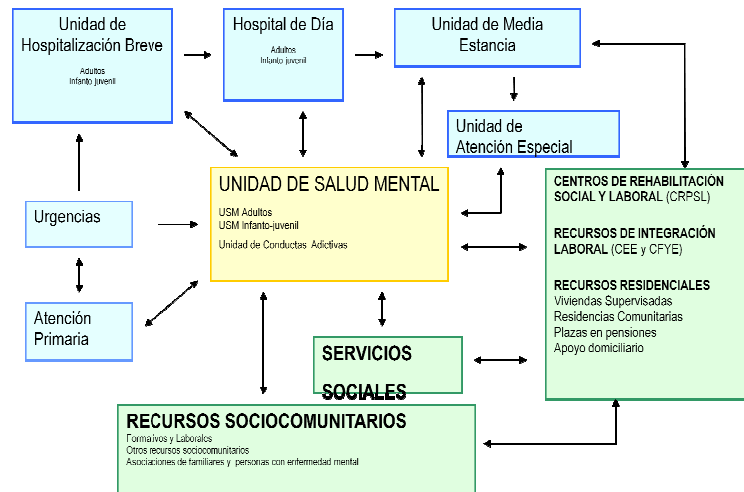 Unidad de
Hospitalización Breve
Adultos
Infanto juvenil
Hospital de Día
Adultos
Infanto juvenil
Unidad de Media
Estancia
Unidad de
Atención Especial
UNIDAD DE SALUD MENTAL
USM Adultos
USM Infanto-juvenil
Unidad de Conductas Adictivas
Urgencias
Atención
Primaria
CENTROS DE REHABILITACIÓN
SOCIAL Y LABORAL (CRPSL)
RECURSOS DE INTEGRACIÓN
LABORAL (CEE y CFYE)
RECURSOS RESIDENCIALES
Viviendas Supervisadas
Residencias Comunitarias
Plazas en pensiones
Apoyo domiciliario
SERVICIOS
SOCIALES
RECURSOS SOCIOCOMUNITARIOS
Formativos y Laborales
Otros recursos sociocomunitarios
Asociaciones de familiares y personas con enfermedad mental